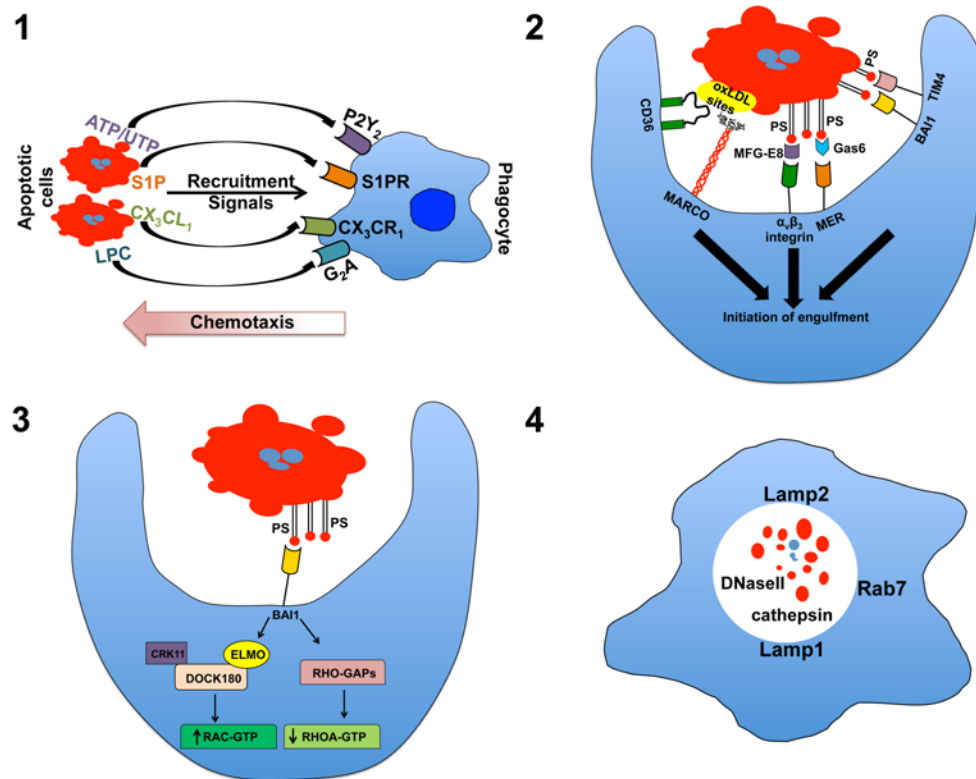 1
Apoptotic
cells
ATP/UTP
S1P
CX3CL1
LPC
Recruitment
Signals
P2Y2
S1PR
CX3CR1
G2A
Phagocyte
Chemotaxis
2
CD36
oxLDL
sites
PS
TIM4
BAI1
PS
PS
MFG-E8
Gas6
MARCO
αvβ3
integrin
MER
Initiation of engulfment
3
PS
PS
BAI1
CRK11
ELMO
DOCK180
RHO-GAPs
↑RAC-GTP
↓RHOA-GTP
4
Lamp2
DNaseII
Rab7
cathepsin
Lamp1